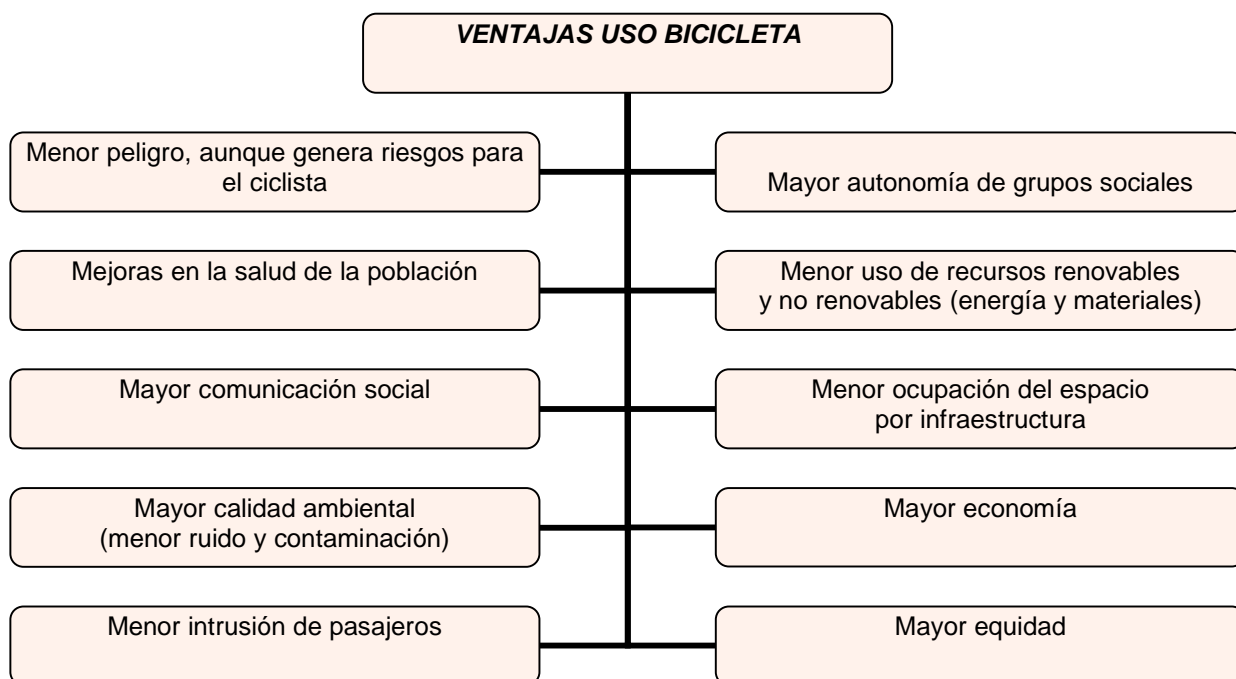 VENTAJAS USO BICICLETA
Menor peligro, aunque genera riesgos para
el ciclista
Mayor autonomía de grupos sociales
Mejoras en la salud de la población
Menor uso de recursos renovables
y no renovables (energía y materiales)
Mayor comunicación social
Menor ocupación del espacio
por infraestructura
Mayor calidad ambiental
(menor ruido y contaminación)
Mayor economía
Menor intrusión de pasajeros
Mayor equidad